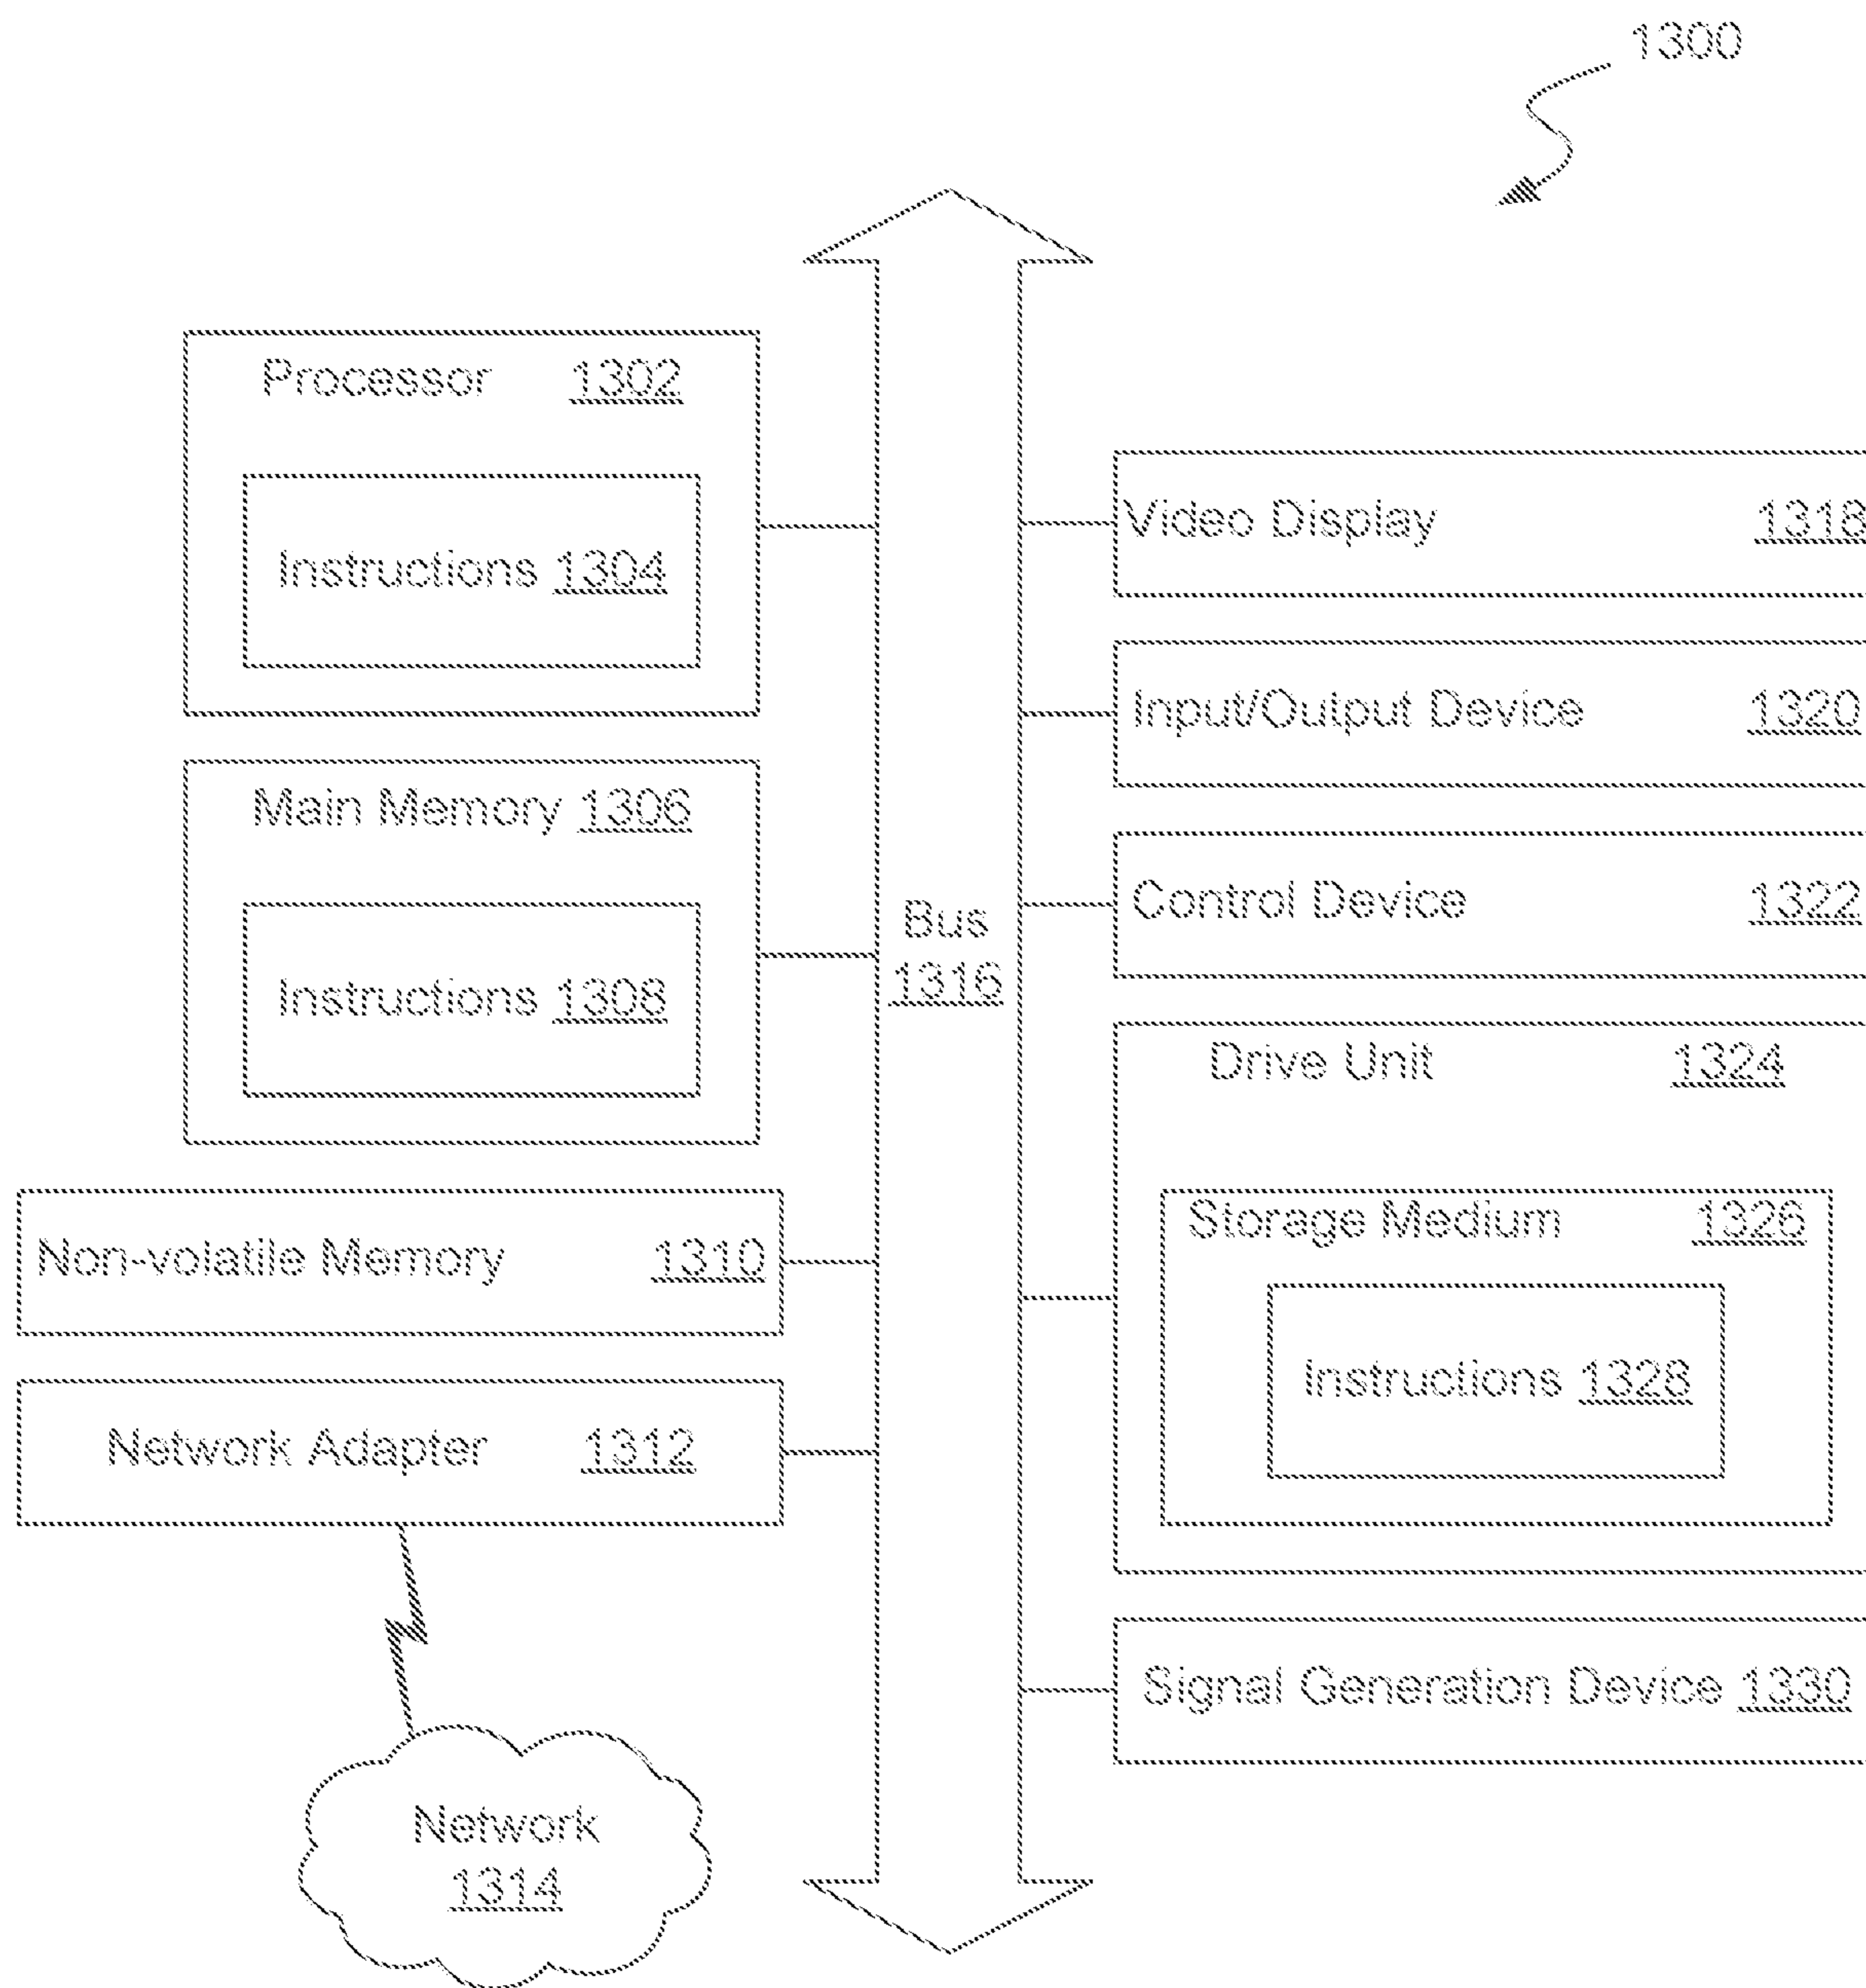 1300
Processor 1302
Instructions 1304
Main Memory 1306
Instructions 1308
Non-volatile Memory 1310
Network Adapter 1312
Network
1314
Bus
1316
Video Display 1318
Input/Output Device 1320
Control Device 1322
Drive Unit 1324
Storage Medium 1326
Instructions 1328
Signal Generation Device 1330